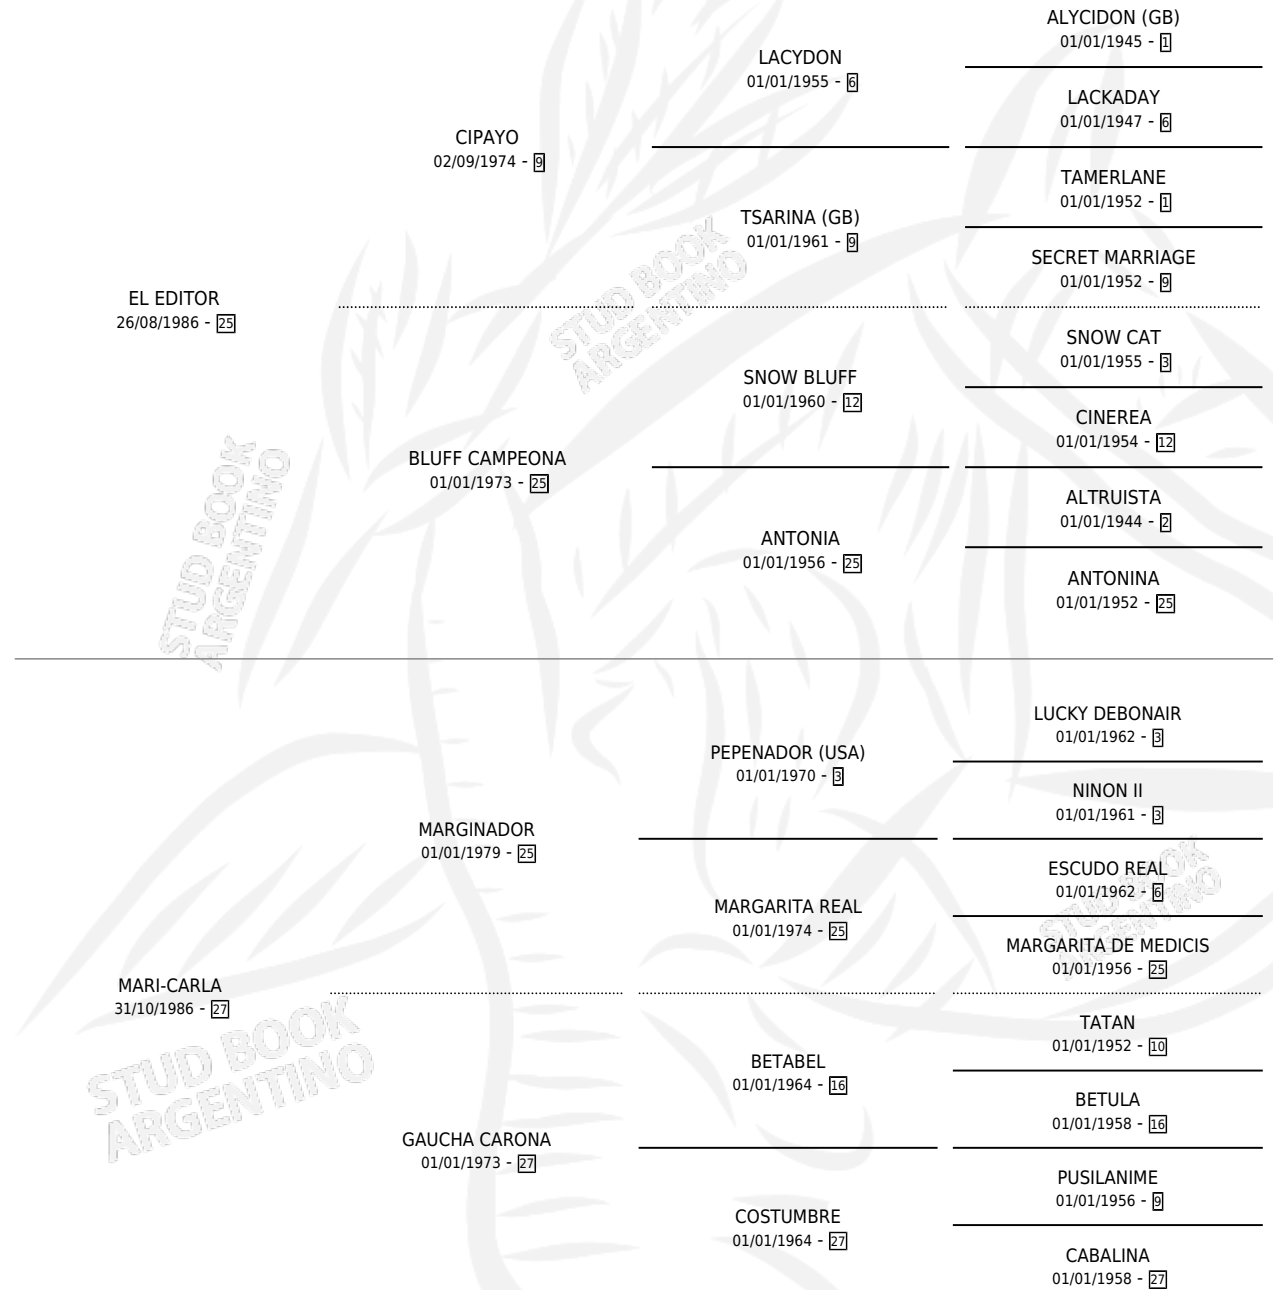 ALYCIDON (GB)
01/01/1945 - 1
LACYDON
01/01/1955 - 6
LACKADAY
01/01/1947 - 6
CIPAYO
02/09/1974 - 9
TAMERLANE
01/01/1952 - 1
TSARINA (GB)
01/01/1961 - 9
SECRET MARRIAGE
01/01/1952 - 9
EL EDITOR
26/08/1986 - 25
SNOW CAT
01/01/1955 - 3
SNOW BLUFF
01/01/1960 - 12
CINEREA
01/01/1954 - 12
BLUFF CAMPEONA
01/01/1973 - 25
ALTRUISTA
01/01/1944 - 2
ANTONIA
01/01/1956 - 25
ANTONINA
01/01/1952 - 25
LUCKY DEBONAIR
01/01/1962 - 3
PEPENADOR (USA)
01/01/1970 - 3
NINON II
01/01/1961 - 3
MARGINADOR
01/01/1979 - 25
ESCUDO REAL
01/01/1962 - 6
MARGARITA REAL
01/01/1974 - 25
MARGARITA DE MEDICIS
01/01/1956 - 25
MARI-CARLA
31/10/1986 - 27
TATAN
01/01/1952 - 10
BETABEL
01/01/1964 - 16
BETULA
01/01/1958 - 16
GAUCHA CARONA
01/01/1973 - 27
PUSILANIME
01/01/1956 - 9
COSTUMBRE
01/01/1964 - 27
CABALINA
01/01/1958 - 27
STUD BOOK
ARGENTINO
STUD BOOK
ARGENTINO
STUD BOOK
ARGENTINO
STUD BOOK
ARGENTINO